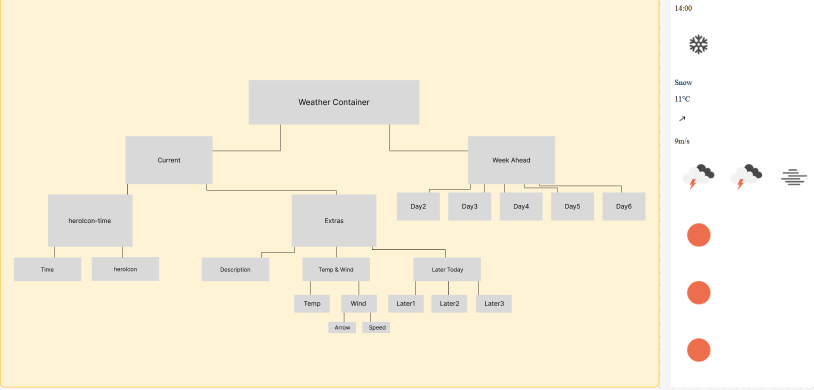 Weather Container
Current
Week Ahead
heroIcon-time
Extras
Day2
Day3
Day4
Day5
Day6
Time
heroIcon
Description
Temp & Wind
Later Today
Temp
Wind
Later1
Later2
Later3
Arrow
Speed
14:00
Snow
11°C
9m/s